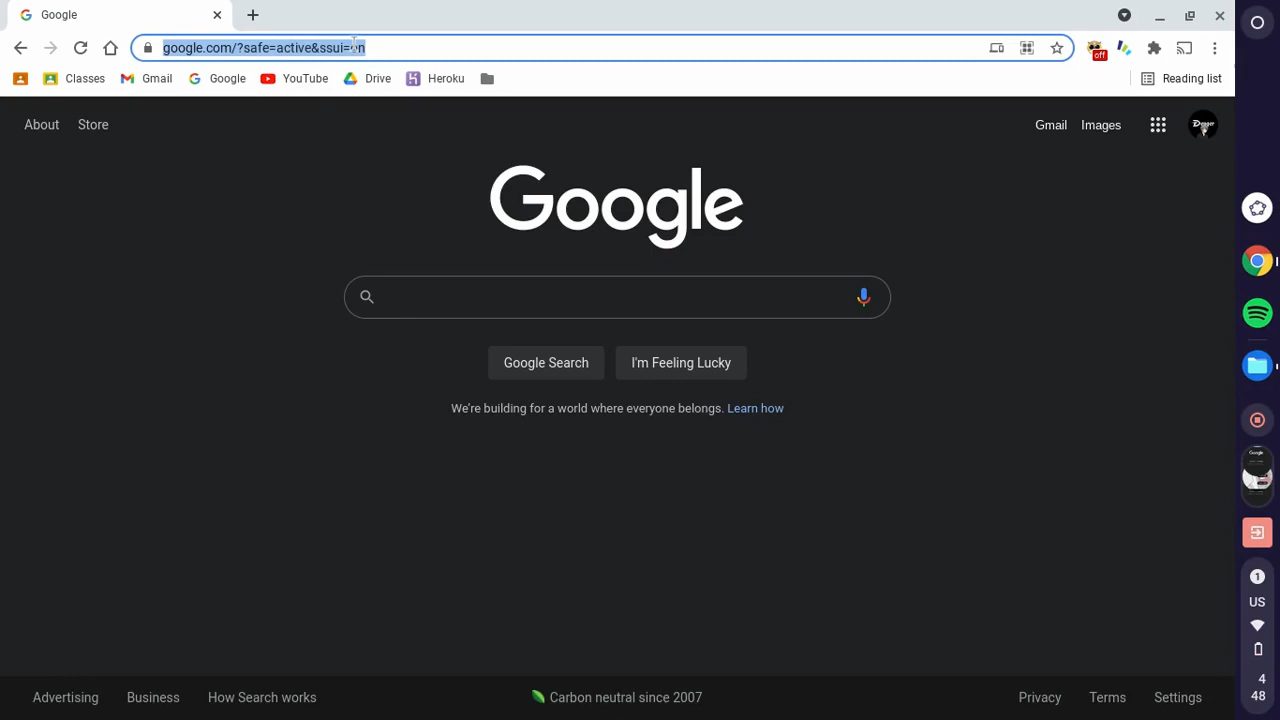 Google
google.com/?safe=active&ssui=on
Classes Gmail Google YouTube Drive Heroku Reading list
off
About Store Gmail Images
Google
Google Search I'm Feeling Lucky
We're building for a world where everyone belongs. Learn how
1
US
4
48
Advertising Business How Search works Carbon neutral since 2007 Privacy Terms Settings